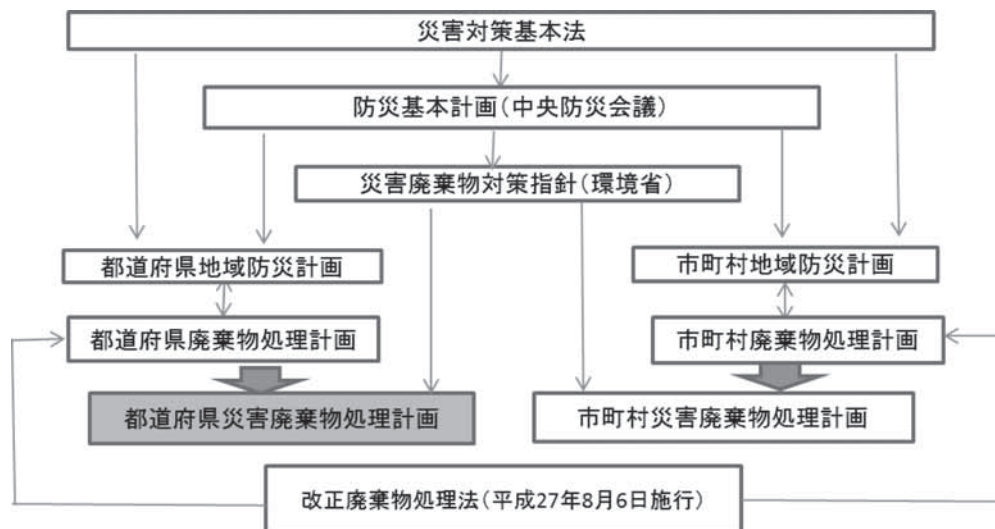 災害対策基本法
防災基本計画(中央防災会議)
災害廃棄物対策指針(環境省)
都道府県地域防災計画
市町村地域防災計画
都道府県廃棄物処理計画
市町村廃棄物処理計画
都道府県災害廃棄物処理計画
市町村災害廃棄物処理計画
改正廃棄物処理法(平成27年8月6日施行)